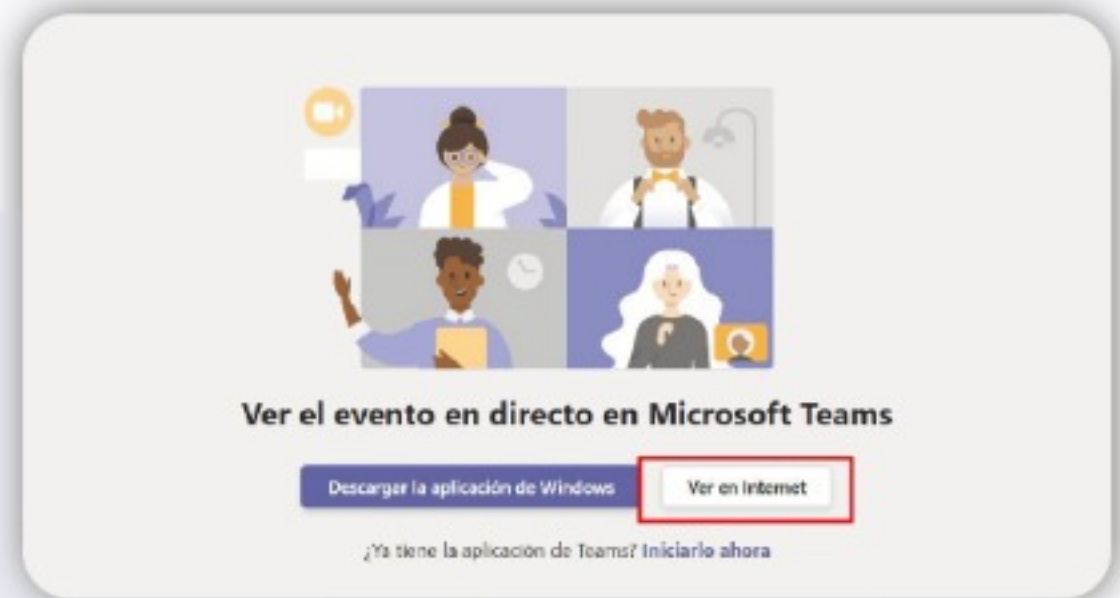 Ver el evento en directo en Microsoft Teams
Descargar la aplicación de Windows
Ver en Internet
¿Ya tiene la aplicación de Teams? Iniciarlo ahora